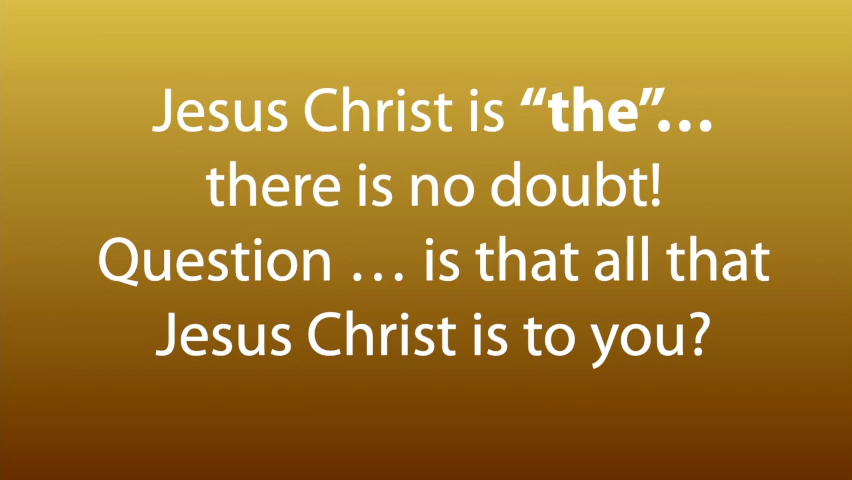 Jesus Christ is “the”…
there is no doubt!
Question … is that all that
Jesus Christ is to you?